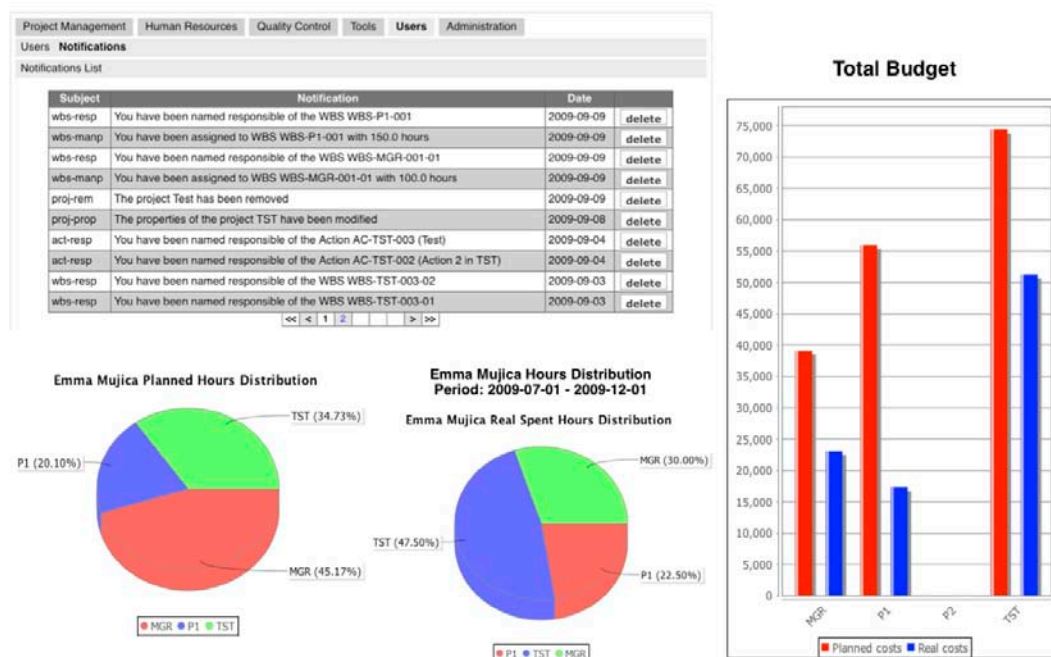 Project Management Human Resources Quality Control Tools Users Administration
Users Notifications
Notifications List
Subject Notification Date
wbs-resp You have been named responsible of the WBS WBS-P1-001 2009-09-09 delete
wbs-manp You have been assigned to WBS WBS-P1-001 with 150.0 hours 2009-09-09 delete
wbs-resp You have been named responsible of the WBS WBS-MGR-001-01 2009-09-09 delete
wbs-manp You have been assigned to WBS WBS-MGR-001-01 with 100.0 hours 2009-09-09 delete
proj-rem The project Test has been removed 2009-09-09 delete
proj-prop The properties of the project TST have been modified 2009-09-08 delete
act-resp You have been named responsible of the Action AC-TST-003 (Test) 2009-09-04 delete
act-resp You have been named responsible of the Action AC-TST-002 (Action 2 in TST) 2009-09-04 delete
wbs-resp You have been named responsible of the WBS WBS-TST-003-02 2009-09-03 delete
wbs-resp You have been named responsible of the WBS WBS-TST-003-01 2009-09-03 delete
<< < 1 2 > >>
Emma Mujica Planned Hours Distribution
TST (34.73%)
P1 (20.10%)
MGR (45.17%)
MGR P1 TST
Emma Mujica Hours Distribution
Period: 2009-07-01 - 2009-12-01
Emma Mujica Real Spent Hours Distribution
MGR (30.00%)
TST (47.50%)
P1 (22.50%)
P1 TST MGR
Total Budget
75,000
70,000
65,000
60,000
55,000
50,000
45,000
40,000
35,000
30,000
25,000
20,000
15,000
10,000
5,000
0
MGR P1 P2 TST
Planned costs Real costs